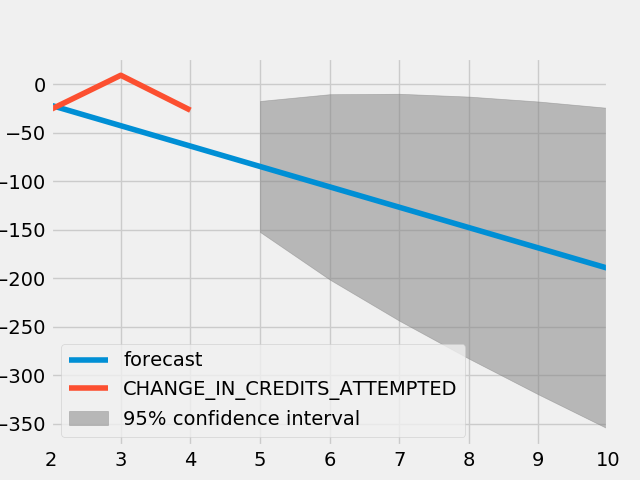 0
−50
−100
−150
−200
−250
−300
−350
forecast
CHANGE_IN_CREDITS_ATTEMPTED
95% confidence interval
2 3 4 5 6 7 8 9 10